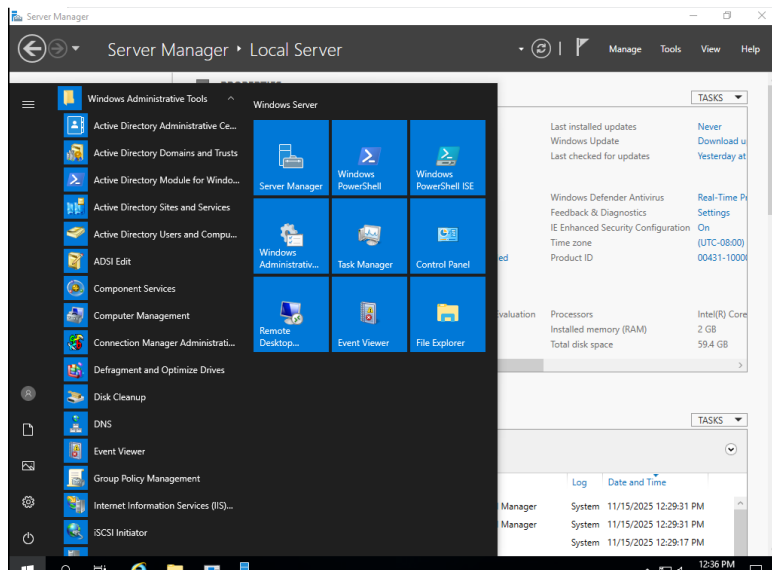 Server Manager
Server Manager • Local Server
Manage Tools View Help
TASKS
Windows Administrative Tools
Active Directory Administrative Ce...
Active Directory Domains and Trusts
Active Directory Module for Windo...
Active Directory Sites and Services
Active Directory Users and Compu...
ADSI Edit
Component Services
Computer Management
Connection Manager Administrati...
Defragment and Optimize Drives
Disk Cleanup
DNS
Event Viewer
Group Policy Management
Internet Information Services (IIS)...
iSCSI Initiator
Windows Server
Server Manager
Windows PowerShell
Windows PowerShell ISE
Windows Administrativ...
Task Manager
Control Panel
Remote Desktop...
Event Viewer
File Explorer
Last installed updates Never
Windows Update Download u
Last checked for updates Yesterday at
Windows Defender Antivirus Real-Time Pr
Feedback & Diagnostics Settings
IE Enhanced Security Configuration On
Time zone (UTC-08:00)
ed Product ID 00431-1000
valuation Processors Intel(R) Core
Installed memory (RAM) 2 GB
Total disk space 59.4 GB
TASKS
Log Date and Time
Manager System 11/15/2025 12:29:31 PM
Manager System 11/15/2025 12:29:31 PM
System 11/15/2025 12:29:17 PM
12:36 PM